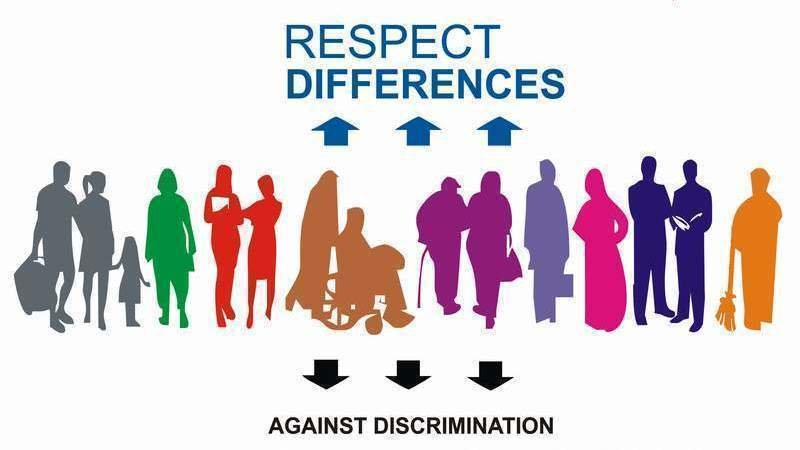 RESPECT
DIFFERENCES
AGAINST DISCRIMINATION